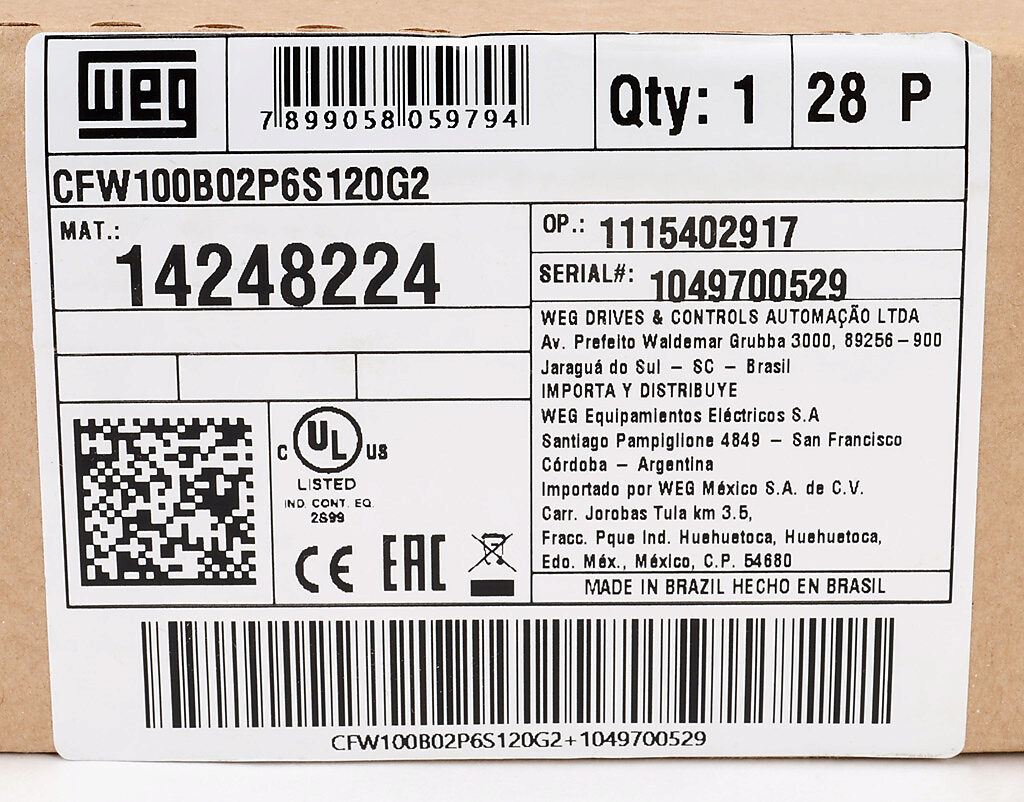 weg
7 899058 059794
Qty: 1
28 P
CFW100B02P6S120G2
MAT.:
14248224
OP.: 1115402917
SERIAL#: 1049700529
WEG DRIVES & CONTROLS AUTOMAÇÃO LTDA
Av. Prefeito Waldemar Grubba 3000, 89256-900
Jaraguá do Sul - SC - Brasil
IMPORTA Y DISTRIBUYE
WEG Equipamientos Eléctricos S.A
Santiago Pampiglione 4849 - San Francisco
Córdoba - Argentina
Importado por WEG México S.A. de C.V.
Carr. Jorobas Tula km 3.5,
Fracc. Pque Ind. Huehuetoca, Huehuetoca,
Edo. Méx., México, C.P. 54680
MADE IN BRAZIL HECHO EN BRASIL
C UL US
LISTED
IND. CONT. EQ.
2S99
CE EAC
CFW100B02P6S120G2+1049700529